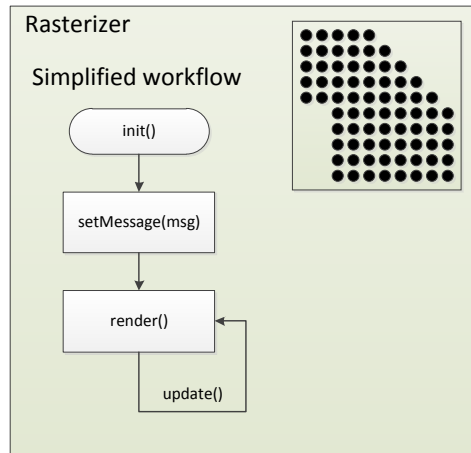 Rasterizer
Simplified workflow
init()
setMessage(msg)
render()
update()